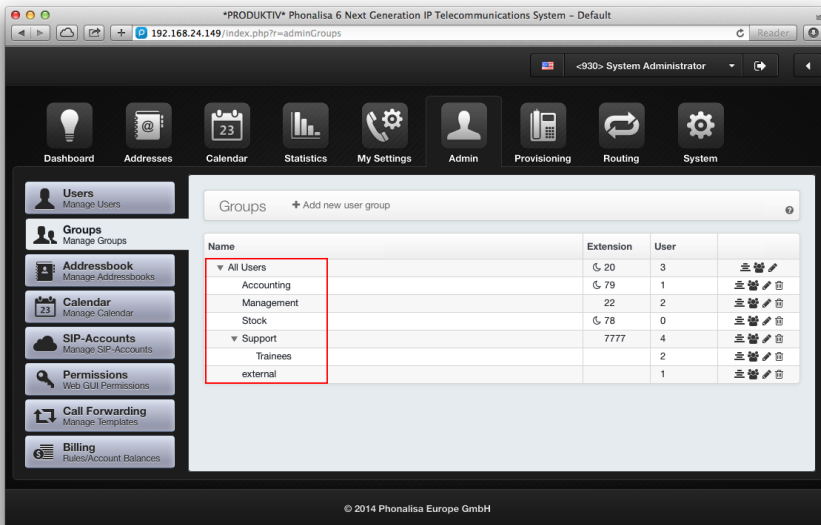 *PRODUKTIV* Phonalisa 6 Next Generation IP Telecommunications System – Default
192.168.24.149/index.php?r=adminGroups
Reader
<930> System Administrator
23
Dashboard Addresses Calendar Statistics My Settings Admin Provisioning Routing System
Users
Manage Users
Groups
Manage Groups
Addressbook
Manage Addressbooks
23
Calendar
Manage Calendar
SIP-Accounts
Manage SIP-Accounts
Permissions
Web GUI Permissions
Call Forwarding
Manage Templates
Billing
Rules/Account Balances
Groups + Add new user group
Name Extension User
All Users 20 3
Accounting 79 1
Management 22 2
Stock 78 0
Support 7777 4
Trainees 2
external 1
© 2014 Phonalisa Europe GmbH